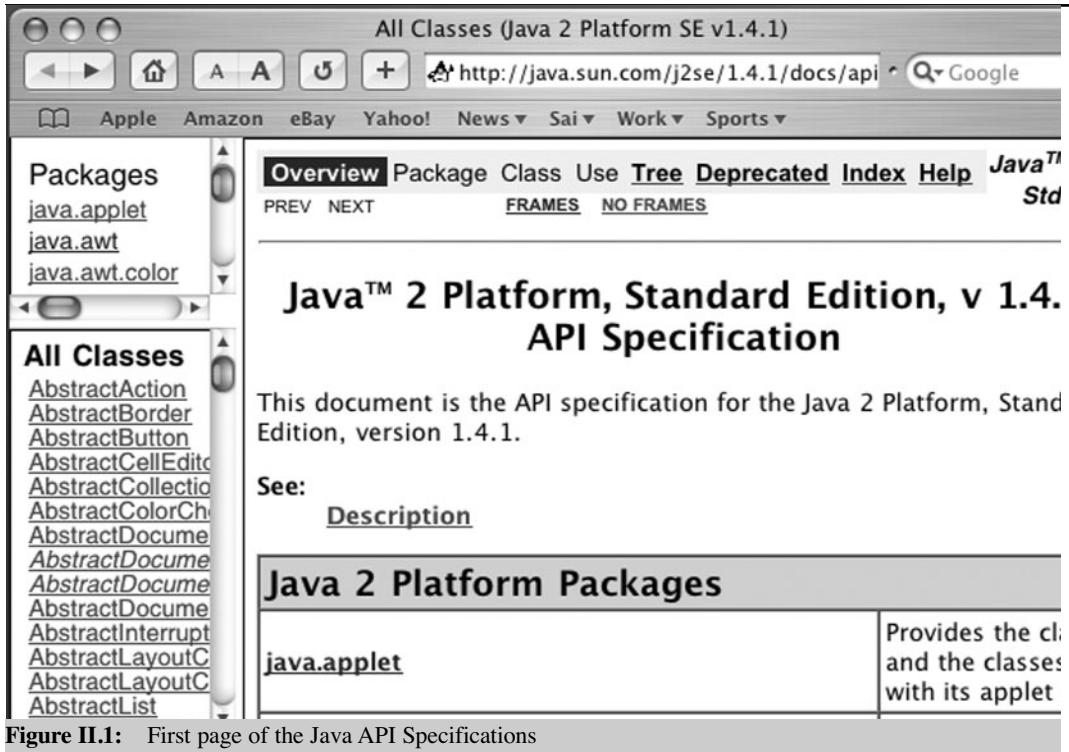 All Classes (Java 2 Platform SE v1.4.1)
A A + http://java.sun.com/j2se/1.4.1/docs/api Q Google
Apple Amazon eBay Yahoo! News Sai Work Sports
Packages
java.applet
java.awt
java.awt.color
All Classes
AbstractAction
AbstractBorder
AbstractButton
AbstractCellEdito
AbstractCollectio
AbstractColorCh
AbstractDocume
AbstractDocume
AbstractDocume
AbstractDocume
AbstractInterrupt
AbstractLayoutC
AbstractLayoutC
AbstractList
Overview Package Class Use Tree Deprecated Index Help
Java™
Std
PREV NEXT FRAMES NO FRAMES
Java™ 2 Platform, Standard Edition, v 1.4.
API Specification
This document is the API specification for the Java 2 Platform, Stand
Edition, version 1.4.1.
See:
Description
Java 2 Platform Packages
java.applet
Provides the cla
and the classes
with its applet
Figure II.1: First page of the Java API Specifications